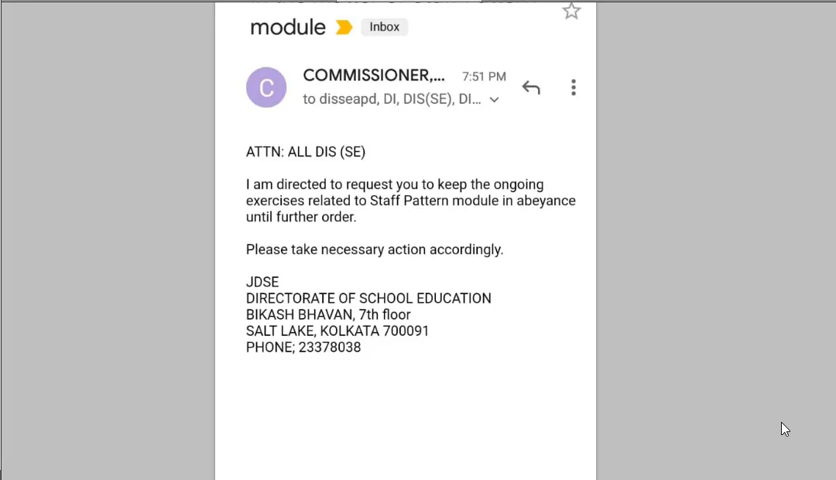 module Inbox
COMMISSIONER,... 7:51 PM
C
to disseapd, DI, DIS(SE), DI...
ATTN: ALL DIS (SE)
I am directed to request you to keep the ongoing
exercises related to Staff Pattern module in abeyance
until further order.
Please take necessary action accordingly.
JDSE
DIRECTORATE OF SCHOOL EDUCATION
BIKASH BHAVAN, 7th floor
SALT LAKE, KOLKATA 700091
PHONE; 23378038